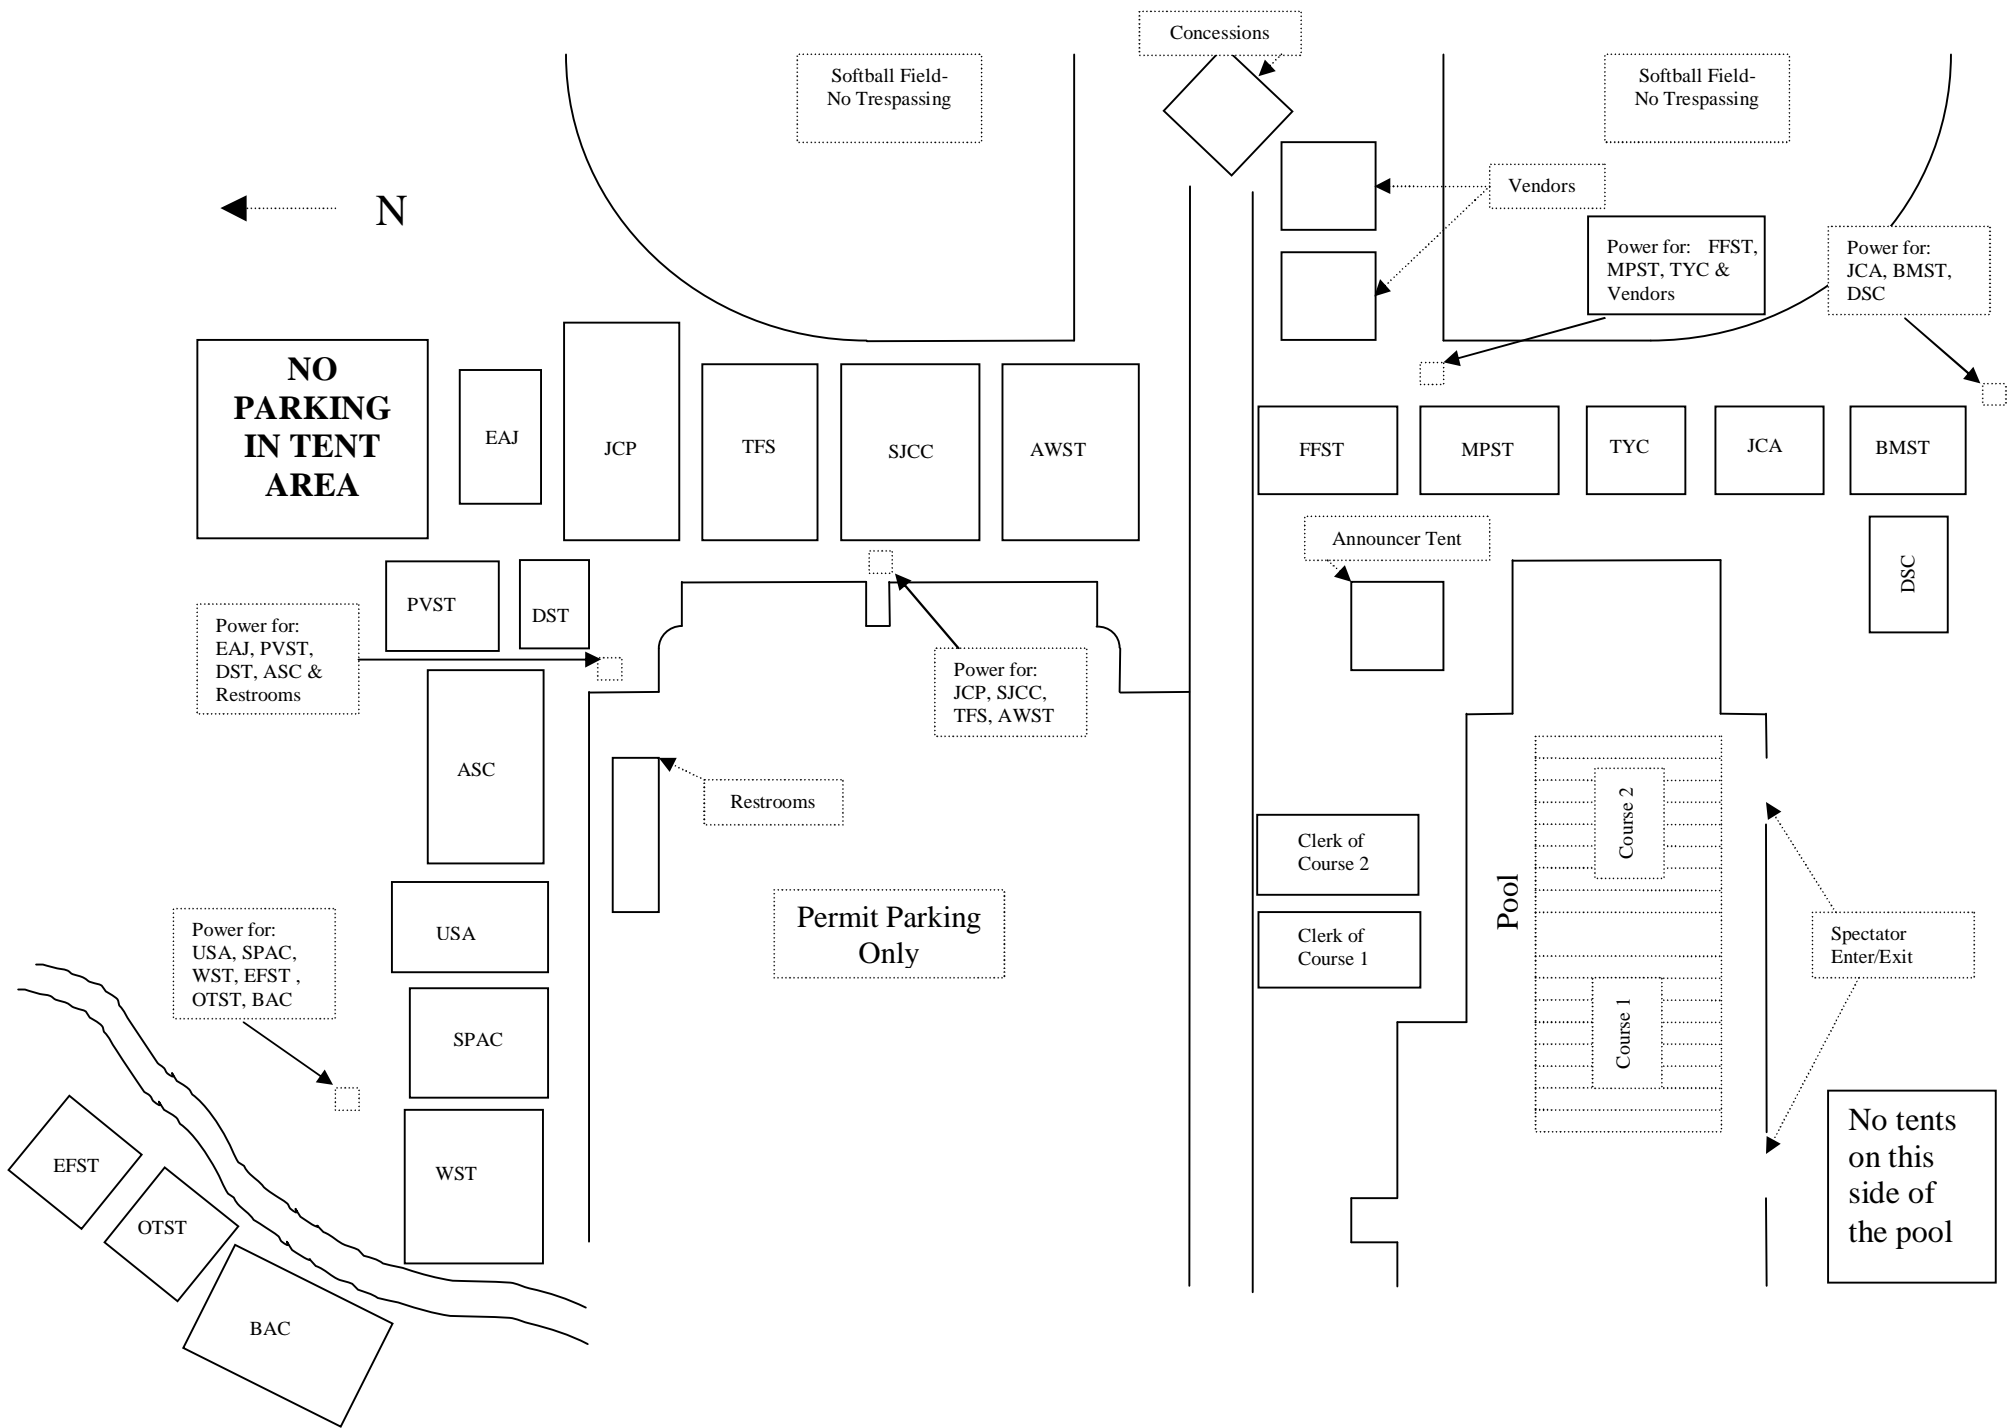 Concessions
Softball Field-
No Trespassing
Softball Field-
No Trespassing
Vendors
N
Power for:   FFST,
MPST, TYC &
Vendors
Power for:
JCA, BMST,
DSC
NO
PARKING
IN TENT
AREA
EAJ
JCP
TFS
SJCC
AWST
FFST
MPST
TYC
JCA
BMST
Announcer Tent
DSC
PVST
DST
Power for:
EAJ, PVST,
DST, ASC &
Restrooms
Power for:
JCP, SJCC,
TFS, AWST
ASC
Restrooms
Clerk of
Course 2
Course 2
Pool
Permit Parking
Only
USA
Power for:
USA, SPAC,
WST, EFST ,
OTST, BAC
Clerk of
Course 1
Spectator
Enter/Exit
Course 1
SPAC
No tents
on this
side of
the pool
EFST
WST
OTST
BAC